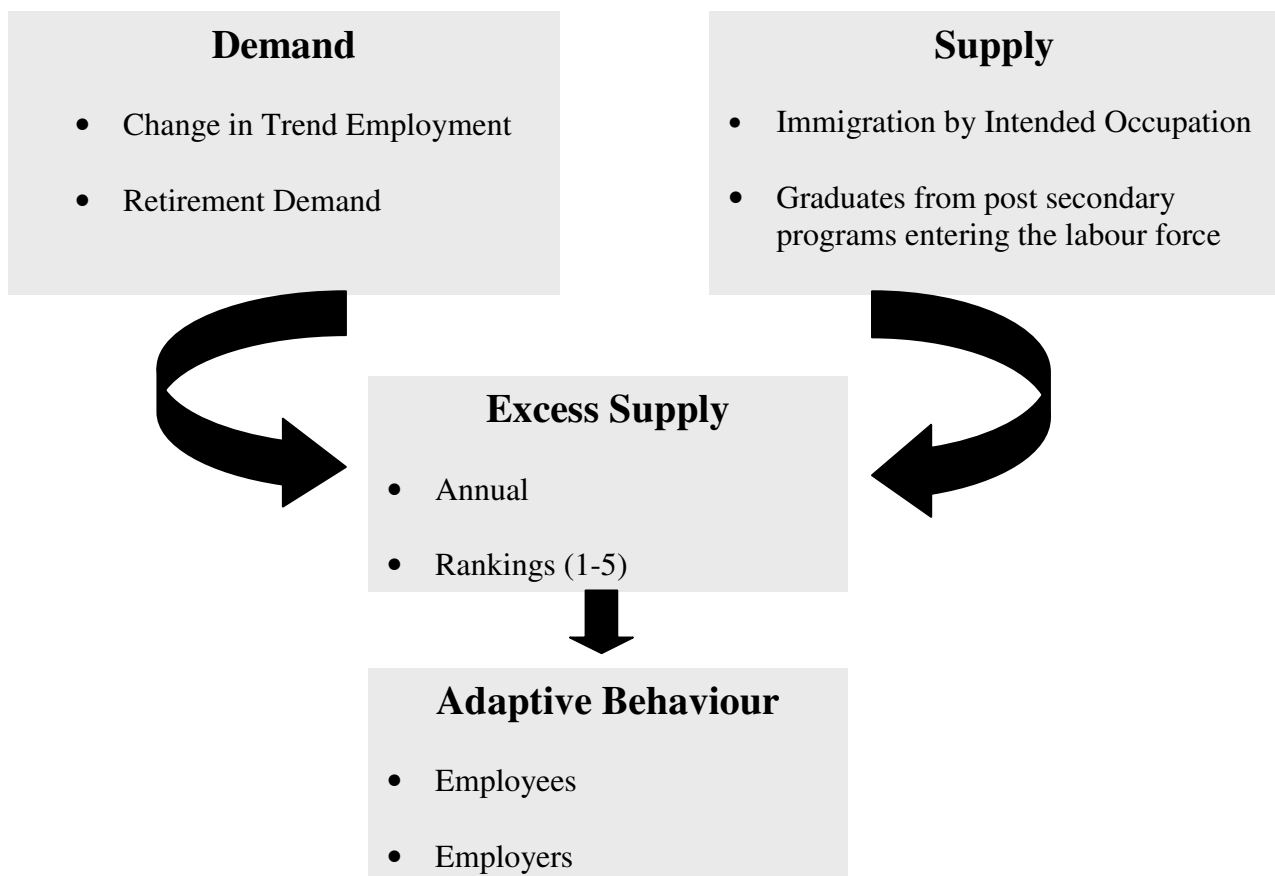 Demand
• Change in Trend Employment
• Retirement Demand
Supply
• Immigration by Intended Occupation
• Graduates from post secondary
programs entering the labour force
Excess Supply
• Annual
• Rankings (1-5)
Adaptive Behaviour
• Employees
• Employers